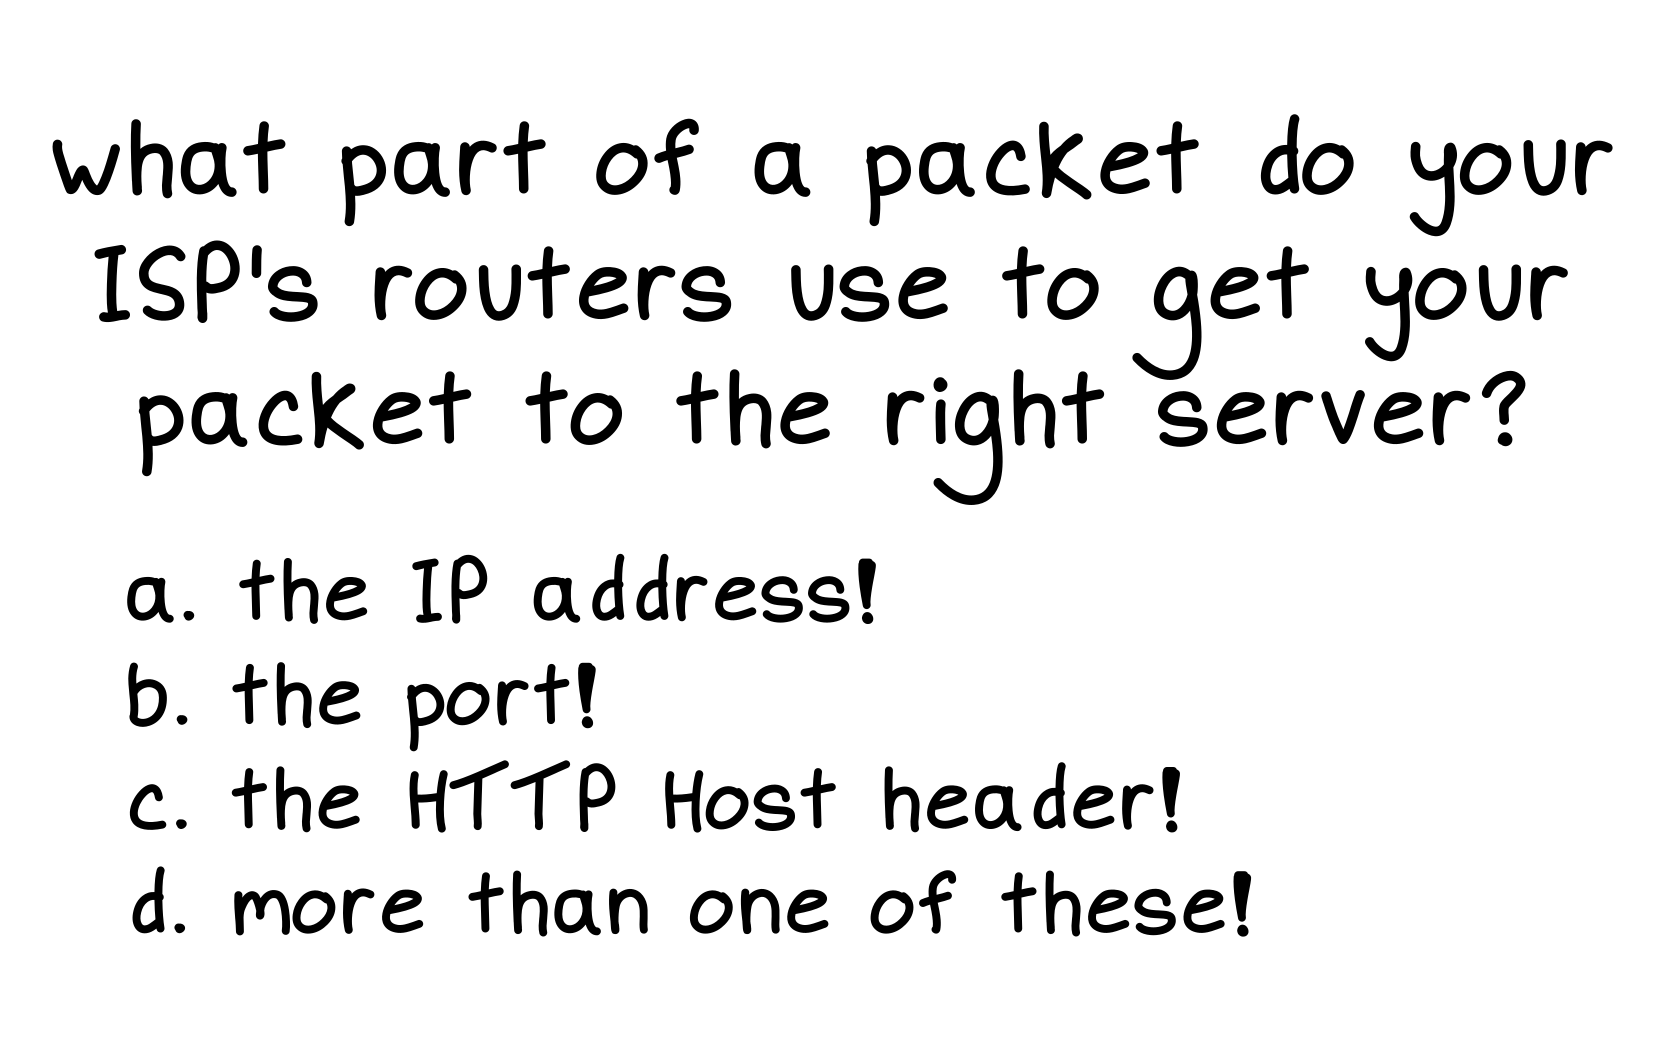 what part of a packet do your
ISP's routers use to get your
packet to the right server?
a. the IP address!
b. the port!
c. the HTTP Host header!
d. more than one of these!